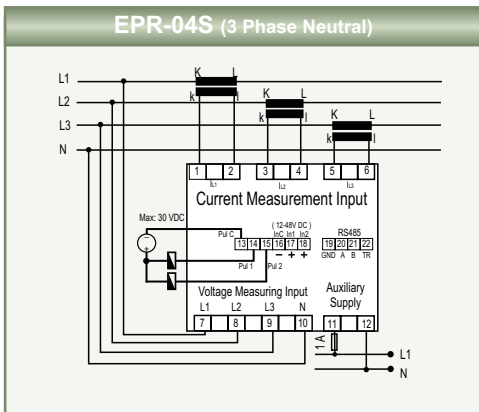 EPR-04S (3 Phase Neutral)
L1
K L
k l
L2
K L
k l
L3
K L
k l
N
1 2 3 4 5 6
IL1 IL2 IL3
Current Measurement Input
Max: 30 VDC
( 12-48V DC )
Pul C InC In1 In2 RS485
13 14 15 16 17 18 19 20 21 22
− + + GND A B TR
Pul 1 Pul 2
Voltage Measuring Input
Auxiliary
Supply
L1 L2 L3 N
7 8 9 10 11 12
1 A
L1
N